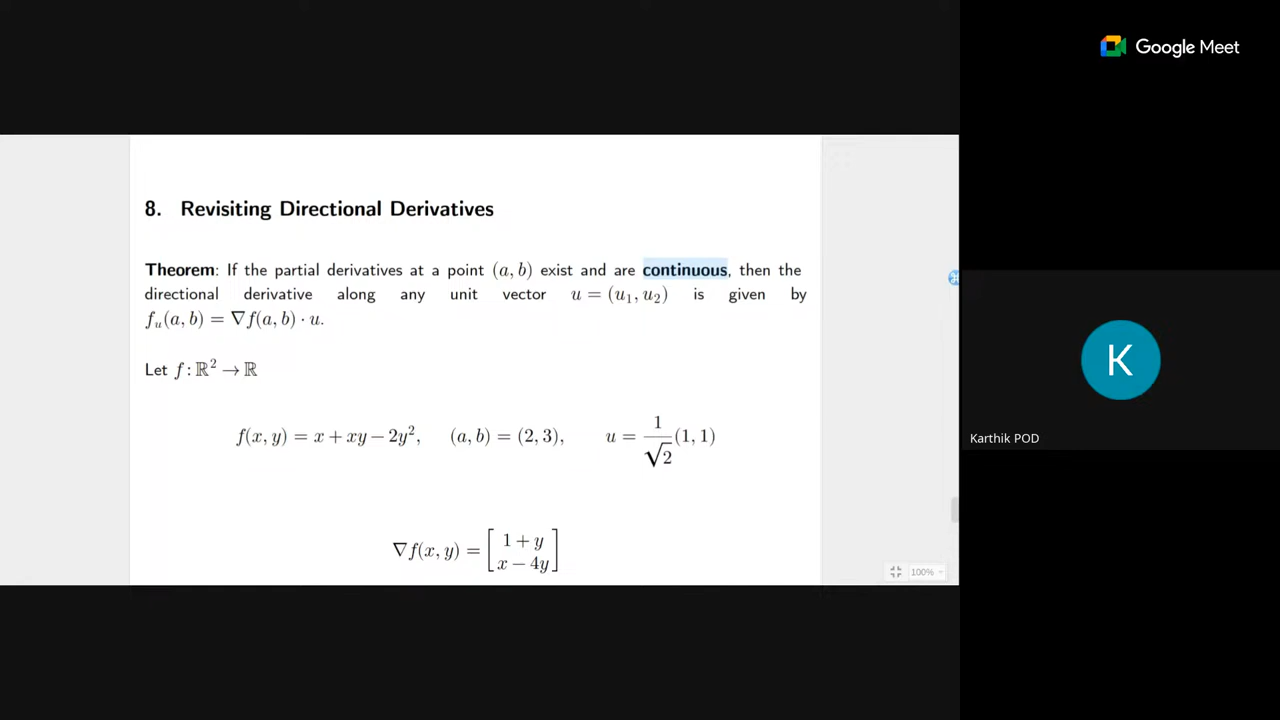 Google Meet
8. Revisiting Directional Derivatives
Theorem: If the partial derivatives at a point (a, b) exist and are continuous, then the
directional derivative along any unit vector u = (u₁, u₂) is given by
fᵤ(a, b) = ∇f(a, b) · u.
Let f : ℝ² → ℝ
f(x, y) = x + xy − 2y², (a, b) = (2, 3), u = 1/√2 (1, 1)
∇f(x, y) = [1 + y
x − 4y]
K
Karthik POD
100%